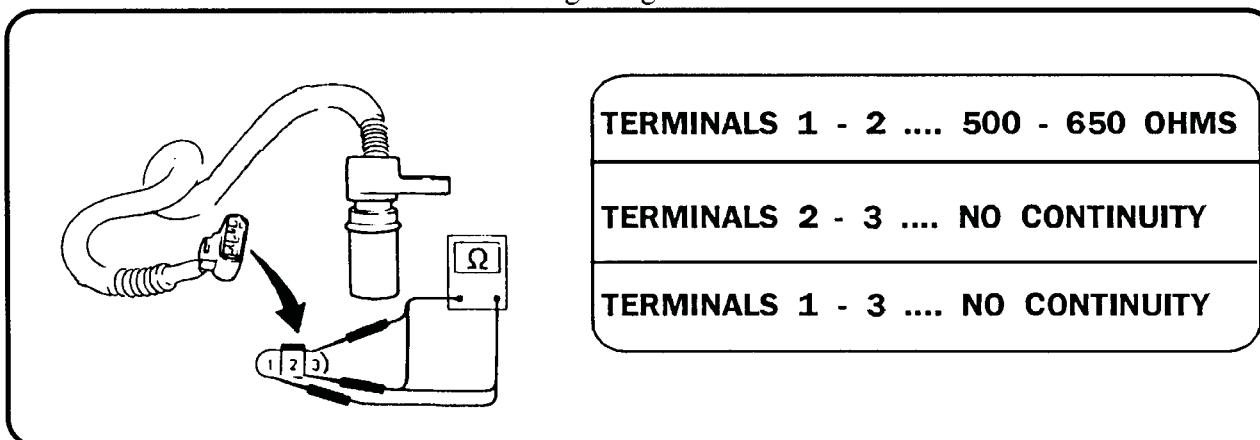 TERMINALS 1 - 2 .... 500 - 650 OHMS
TERMINALS 2 - 3 .... NO CONTINUITY
TERMINALS 1 - 3 .... NO CONTINUITY
Ω
1 2 3